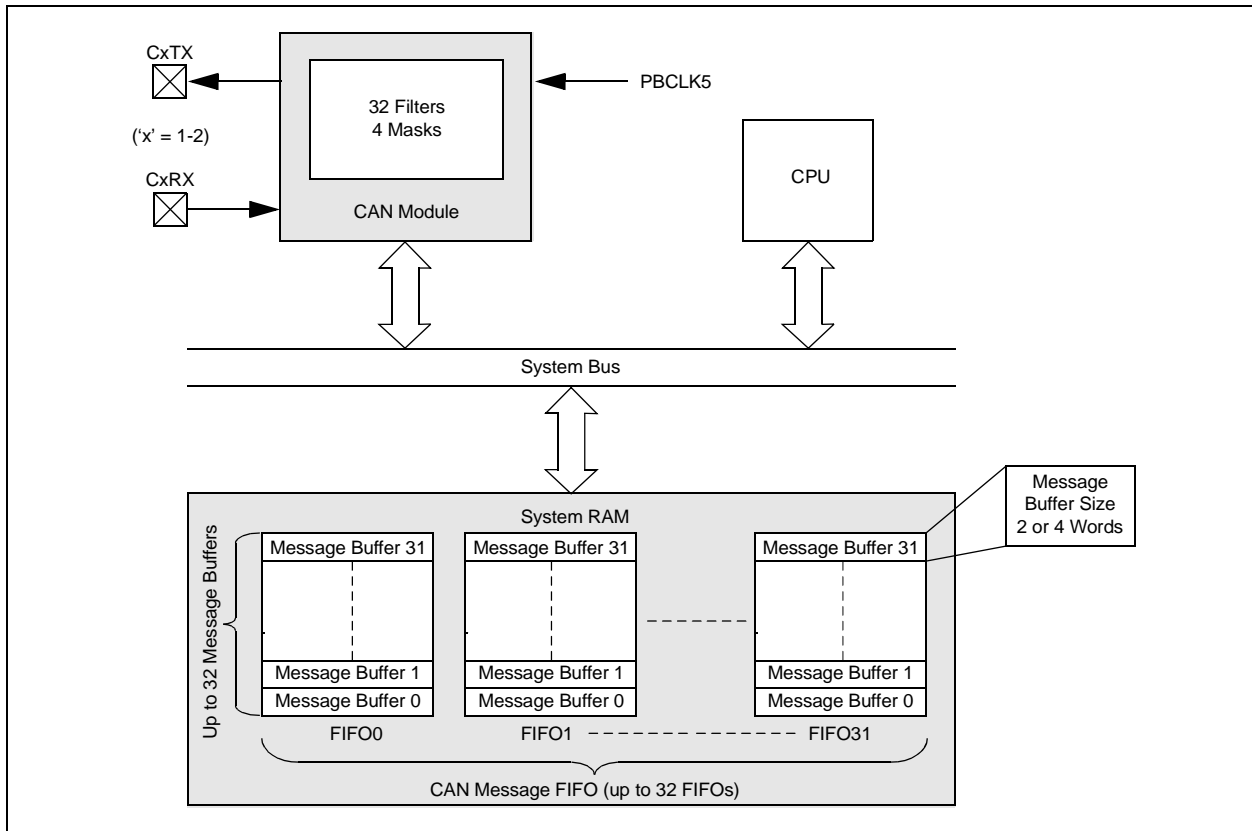 CxTX
PBCLK5
32 Filters
4 Masks
(‘x’ = 1-2)
CPU
CxRX
CAN Module
System Bus
Message
Buffer Size
2 or 4 Words
System RAM
Up to 32 Message Buffers
Message Buffer 31
Message Buffer 31
Message Buffer 31
Message Buffer 1
Message Buffer 1
Message Buffer 1
Message Buffer 0
Message Buffer 0
Message Buffer 0
FIFO0
FIFO1
FIFO31
CAN Message FIFO (up to 32 FIFOs)